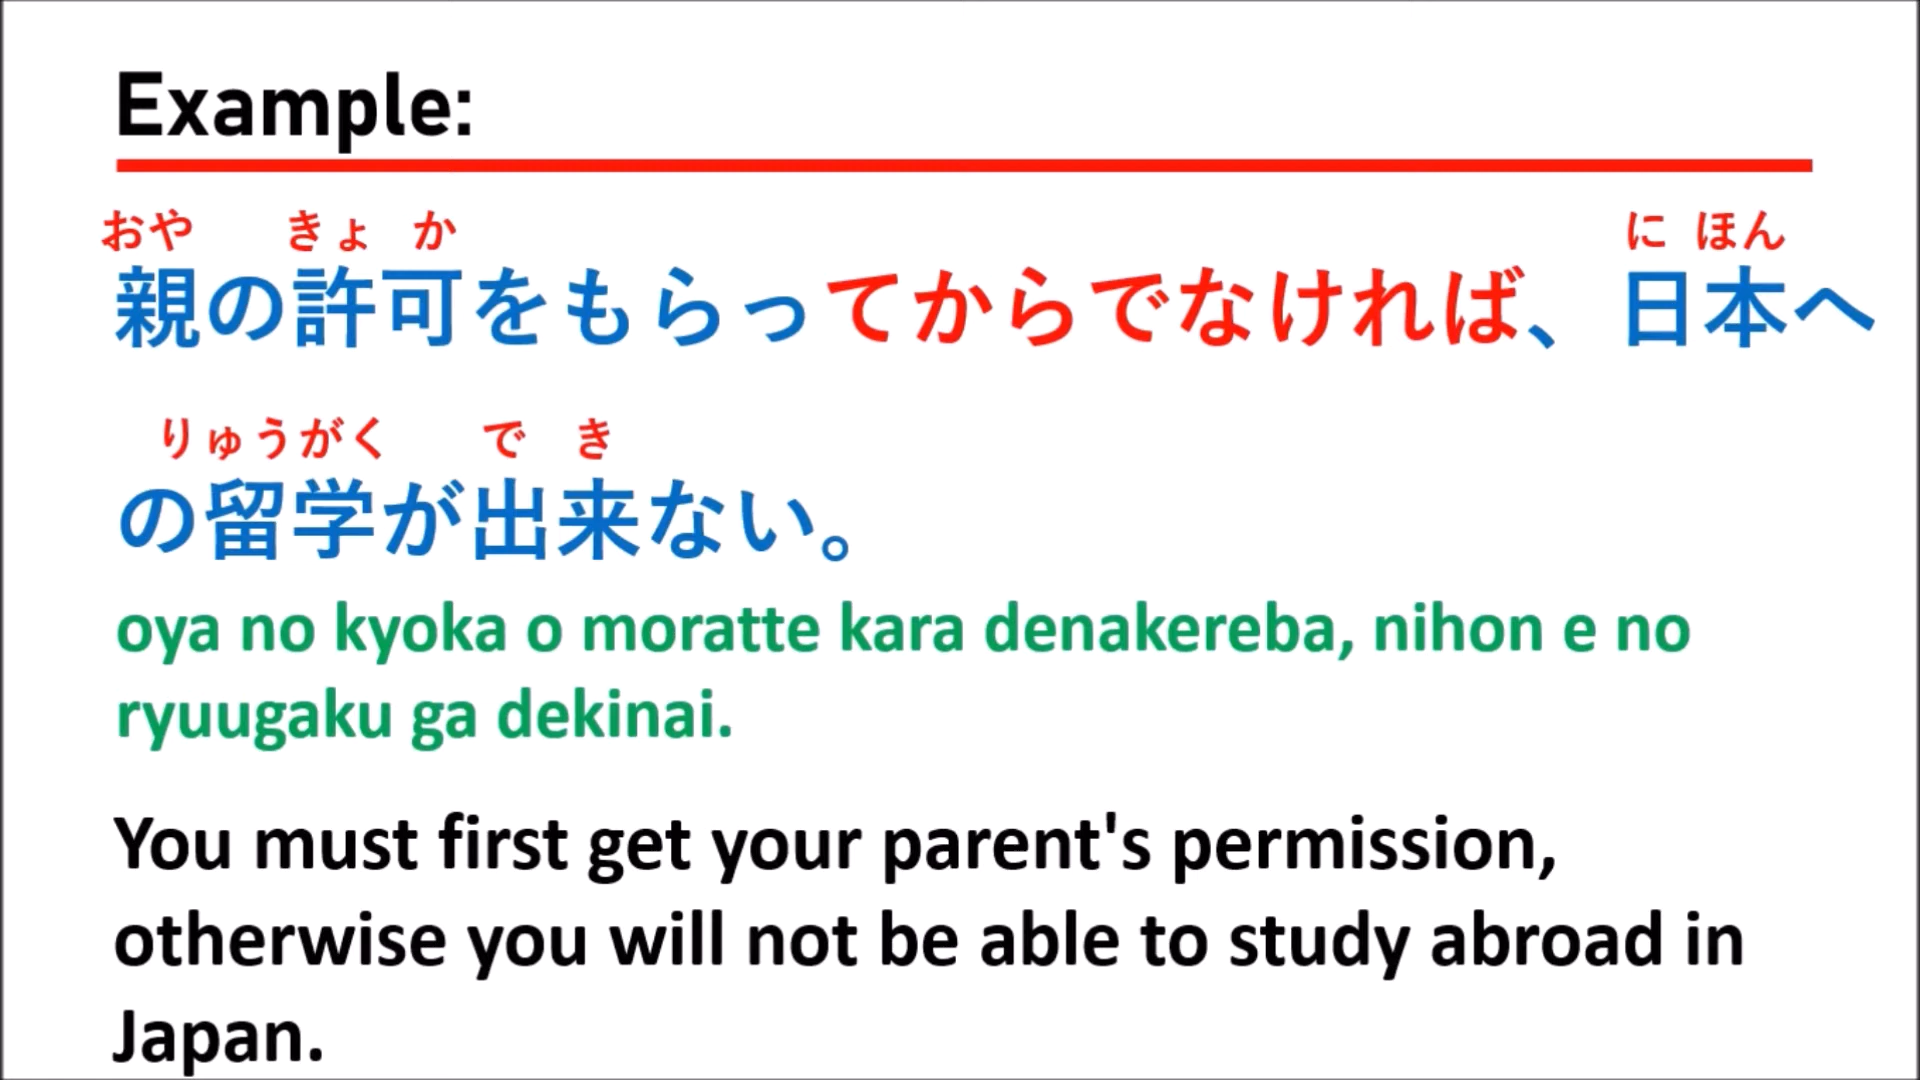 Example:
おや きょ か に ほん
親の許可をもらってからでなければ、日本へ
りゅうがく で き
の留学が出来ない。
oya no kyoka o moratte kara denakereba, nihon e no
ryuugaku ga dekinai.
You must first get your parent's permission,
otherwise you will not be able to study abroad in
Japan.